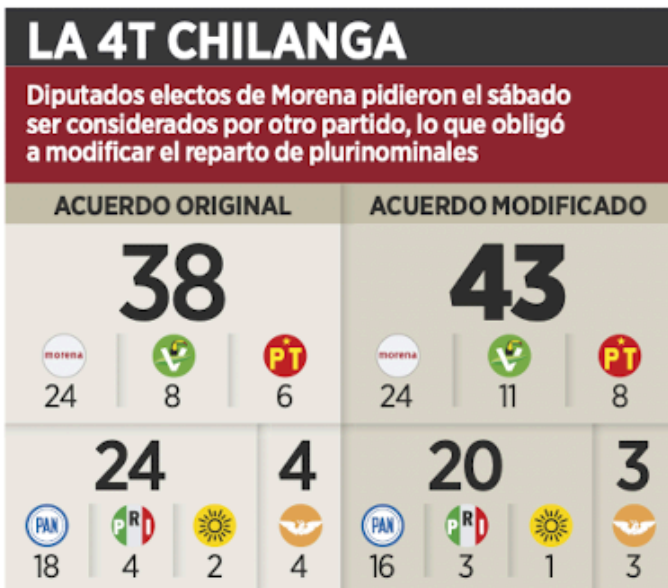 LA 4T CHILANGA
Diputados electos de Morena pidieron el sábado
ser considerados por otro partido, lo que obligó
a modificar el reparto de plurinominales
ACUERDO ORIGINAL
38
morena V PT
24 8 6
24 4
PAN PRI
18 4 2 4
ACUERDO MODIFICADO
43
morena V PT
24 11 8
20 3
PAN PRI
16 3 1 3